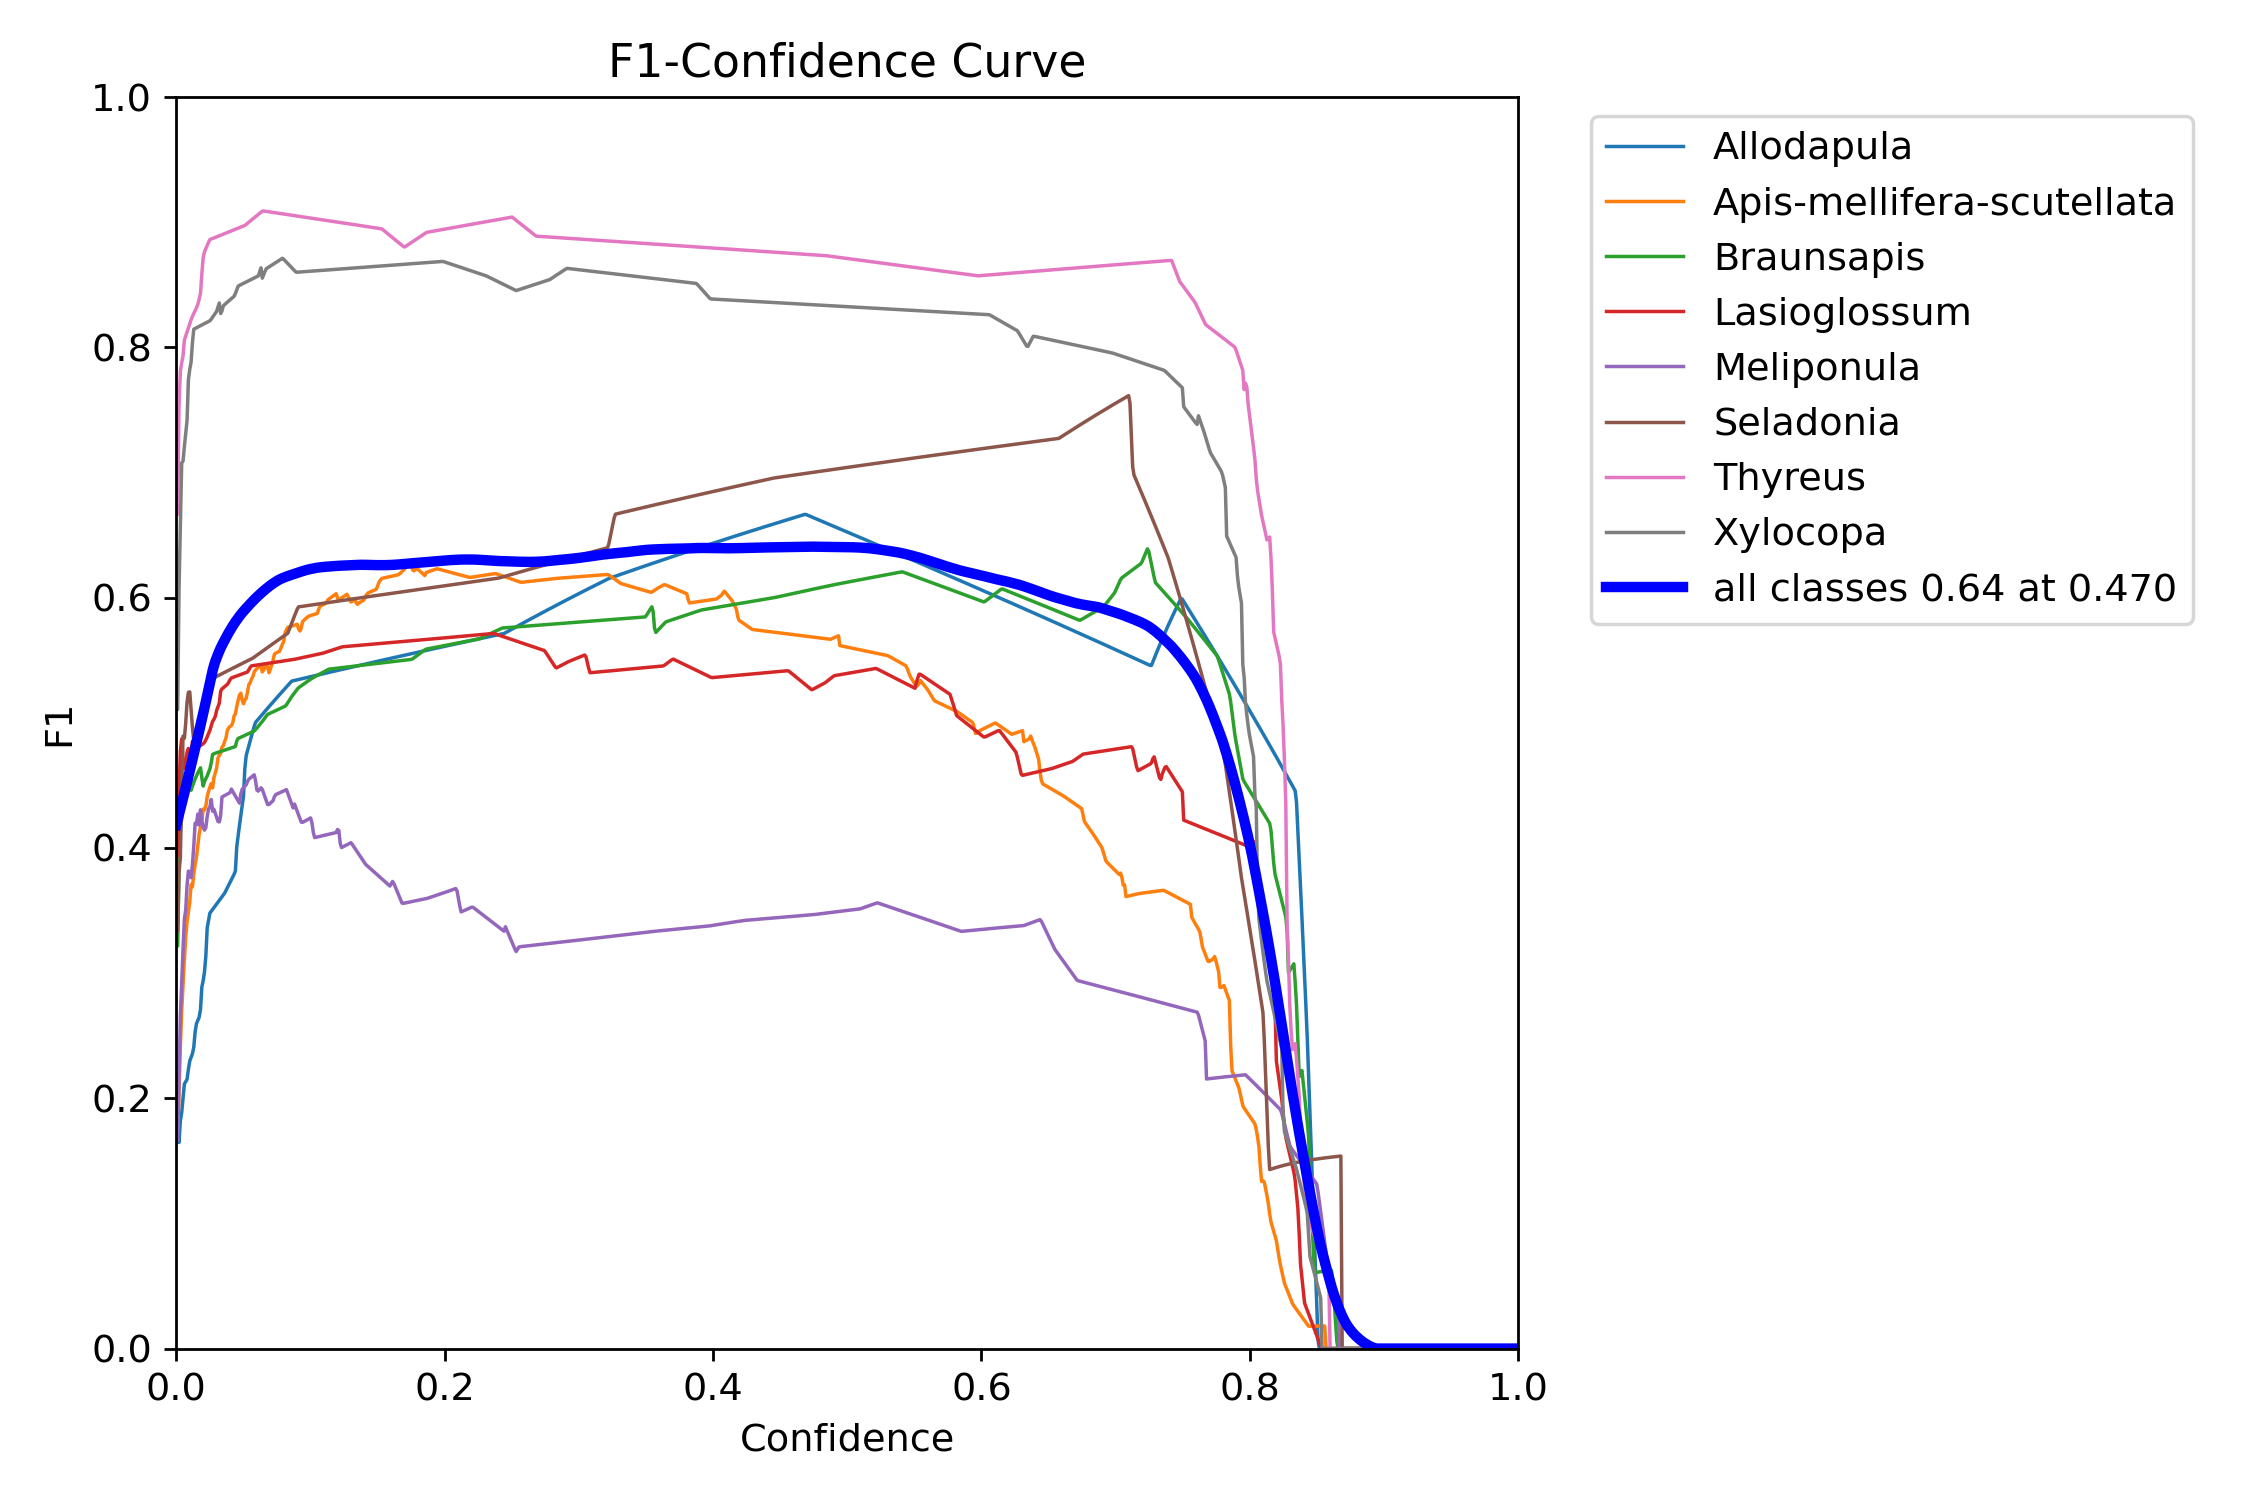 F1-Confidence Curve
1.0
0.8
0.6
0.4
0.2
0.0
F1
0.0 0.2 0.4 0.6 0.8 1.0
Confidence
Allodapula
Apis-mellifera-scutellata
Braunsapis
Lasioglossum
Meliponula
Seladonia
Thyreus
Xylocopa
all classes 0.64 at 0.470